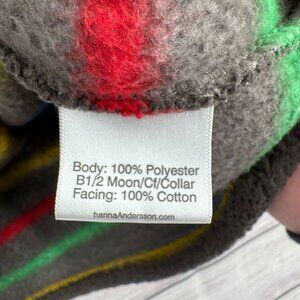 Body: 100% Polyester
B1/2 Moon/Cf/Collar
Facing: 100% Cotton
hannaAndersson.com